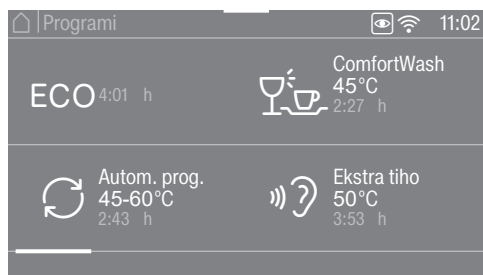 Programi 11:02
ECO 4:01 h
ComfortWash
45°C
2:27 h
Autom. prog.
45-60°C
2:43 h
Ekstra tiho
50°C
3:53 h